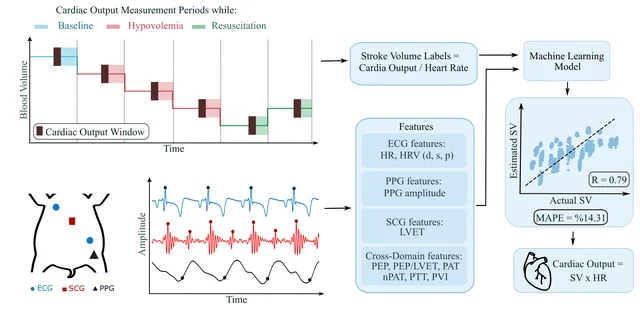 Cardiac Output Measurement Periods while:
Baseline Hypovolemia Resuscitation
Blood Volume
Cardiac Output Window
Time
Stroke Volume Labels =
Cardia Output / Heart Rate
Machine Learning
Model
Features
ECG features:
HR, HRV (d, s, p)
PPG features:
PPG amplitude
SCG features:
LVET
Cross-Domain features:
PEP, PEP/LVET, PAT
nPAT, PTT, PVI
Estimated SV
R = 0.79
Actual SV
MAPE = %14.31
Cardiac Output =
SV x HR
Amplitude
Time
ECG SCG PPG